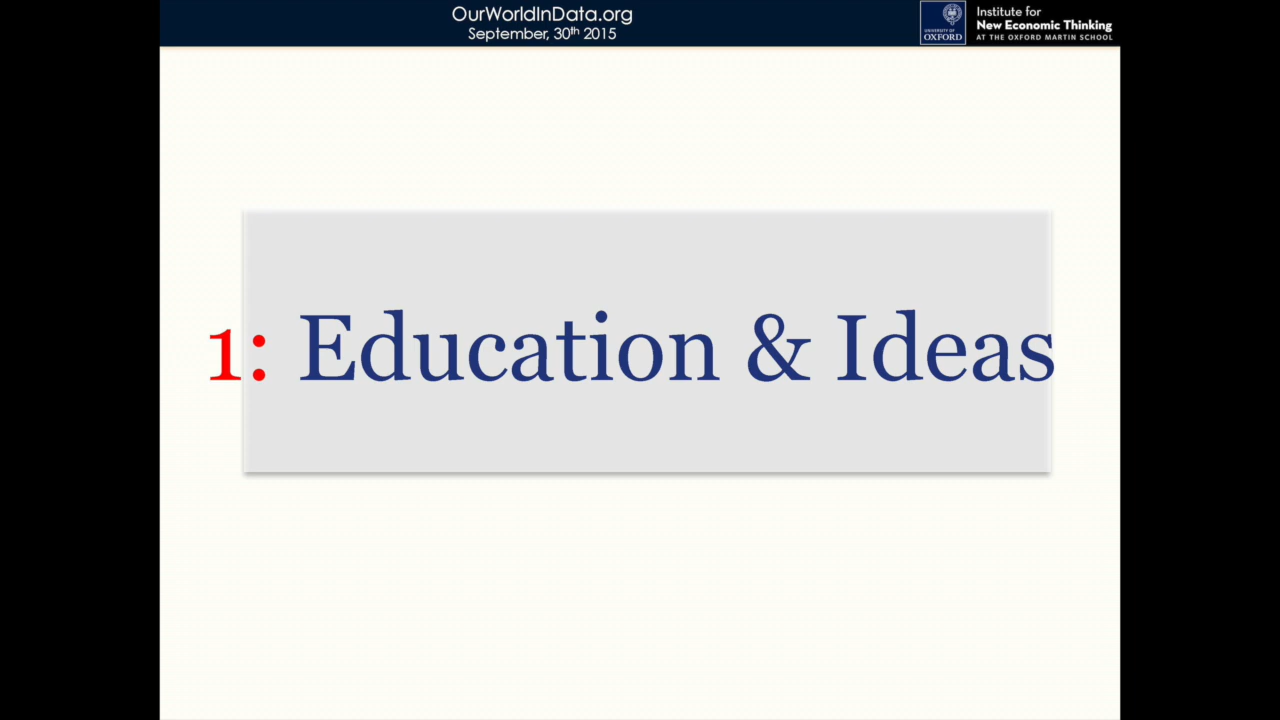 OurWorldInData.org
September, 30th 2015
UNIVERSITY OF
OXFORD
Institute for
New Economic Thinking
AT THE OXFORD MARTIN SCHOOL
1: Education & Ideas